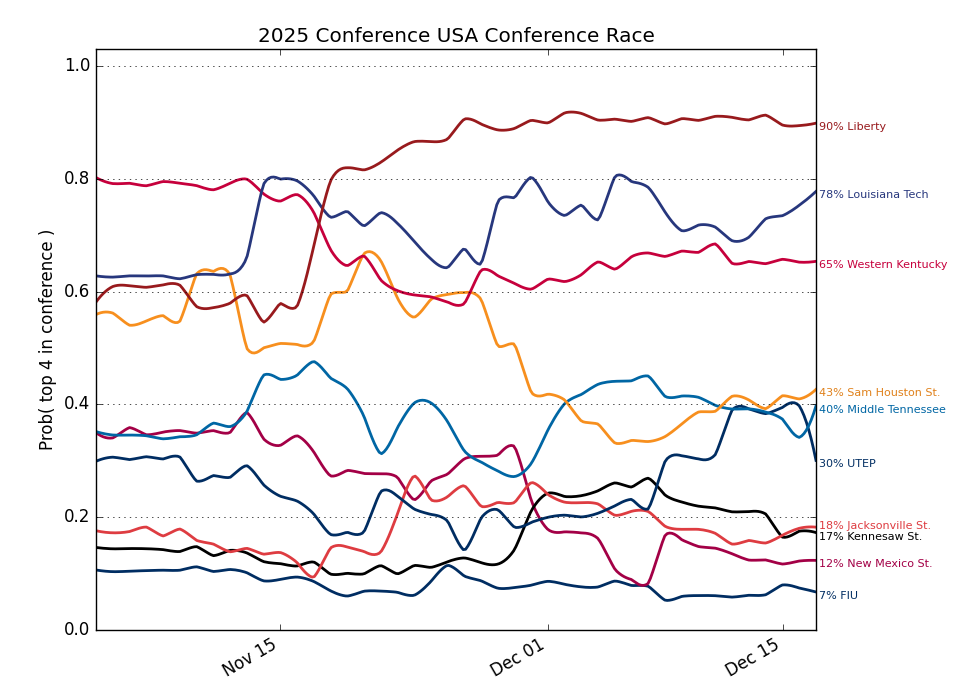 2025 Conference USA Conference Race
Prob( top 4 in conference )
1.0
0.8
0.6
0.4
0.2
0.0
Nov 15
Dec 01
Dec 15
90% Liberty
78% Louisiana Tech
65% Western Kentucky
43% Sam Houston St.
40% Middle Tennessee
30% UTEP
18% Jacksonville St.
17% Kennesaw St.
12% New Mexico St.
7% FIU